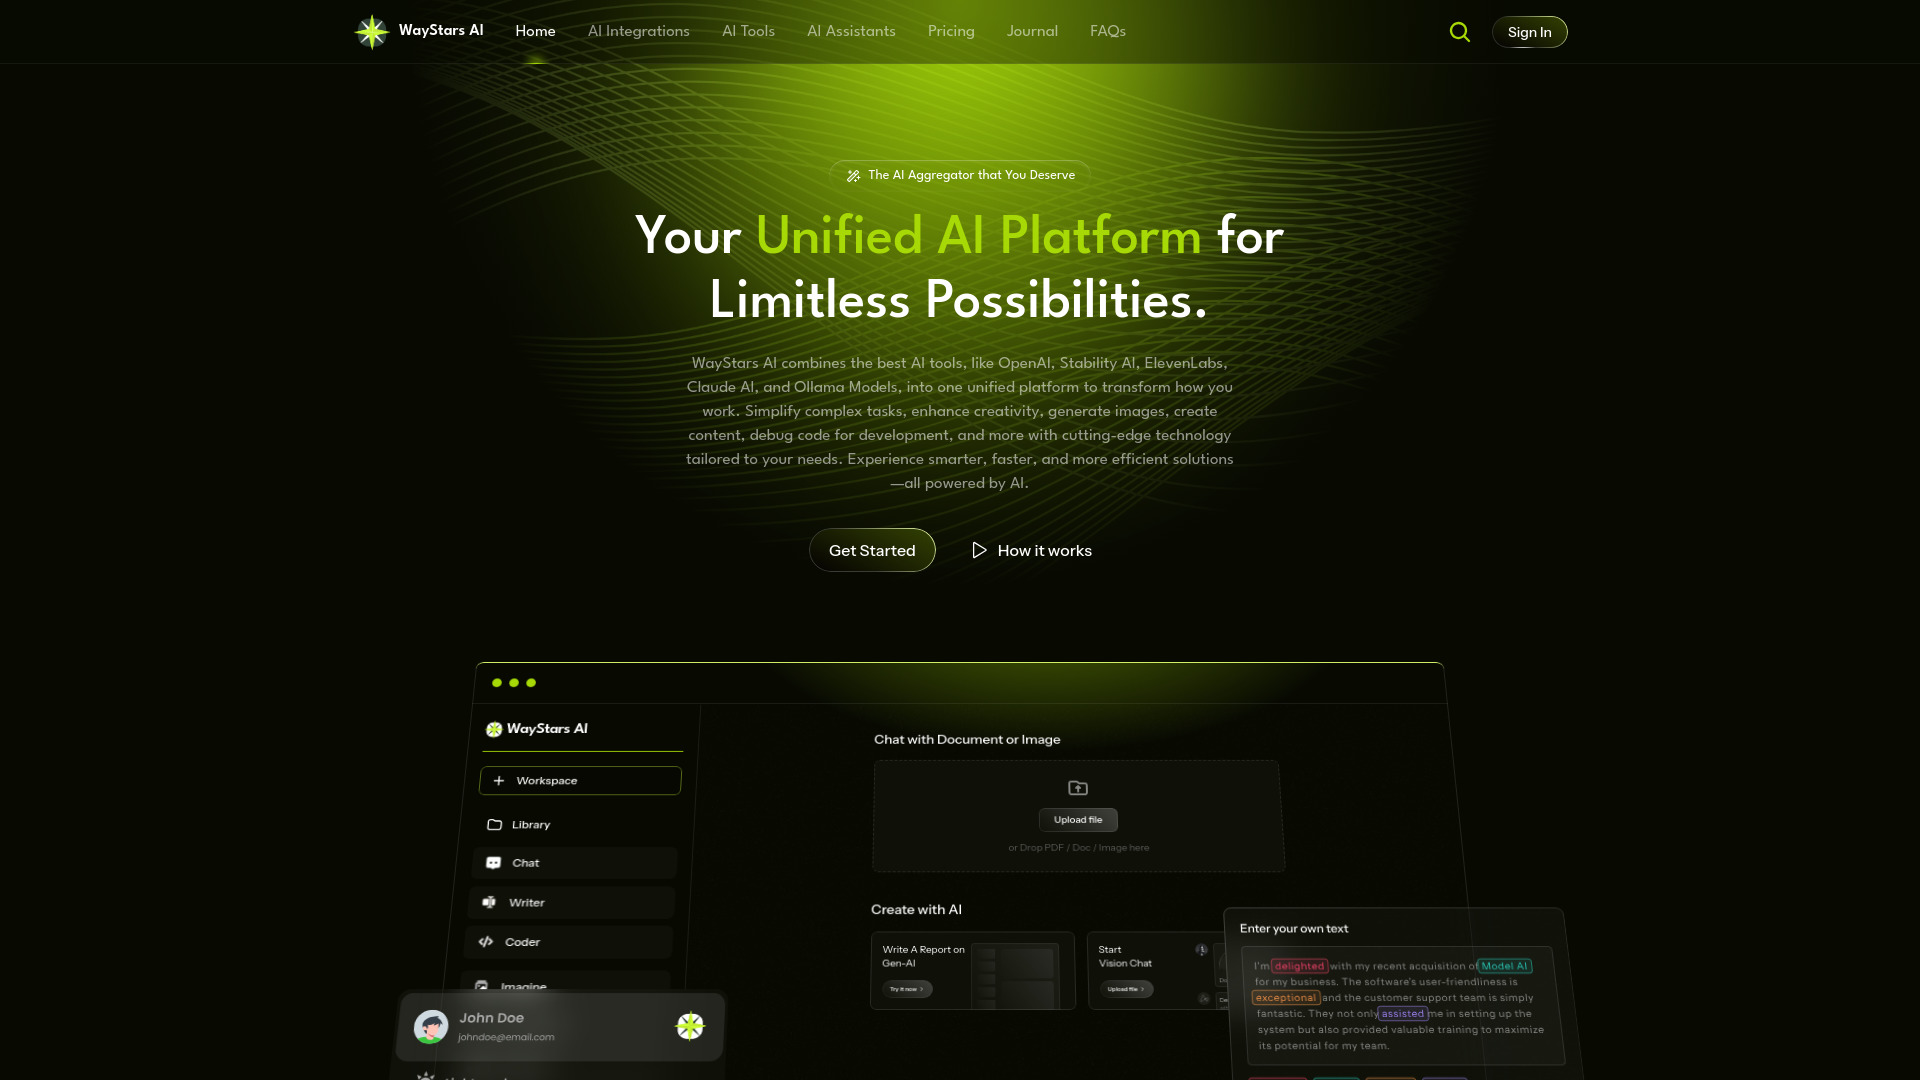 WayStars AI
Home
AI Integrations
AI Tools
AI Assistants
Pricing
Journal
FAQs
Sign In
The AI Aggregator that You Deserve
Your Unified AI Platform for
Limitless Possibilities.
WayStars AI combines the best AI tools, like OpenAI, Stability AI, ElevenLabs,
Claude AI, and Ollama Models, into one unified platform to transform how you
work. Simplify complex tasks, enhance creativity, generate images, create
content, debug code for development, and more with cutting-edge technology
tailored to your needs. Experience smarter, faster, and more efficient solutions
—all powered by AI.
Get Started
How it works
WayStars AI
Workspace
Library
Chat
Writer
Coder
Imagine
John Doe
johndoe@email.com
Chat with Document or Image
Upload file
or Drop PDF / Doc / Image here
Create with AI
Write A Report on
Gen-AI
Try it now
Start
Vision Chat
Upload file
Enter your own text
I'm delighted with my recent acquisition of Model AI
for my business. The software's user-friendliness is
exceptional and the customer support team is simply
fantastic. They not only assisted me in setting up the
system but also provided valuable training to maximize
its potential for my team.